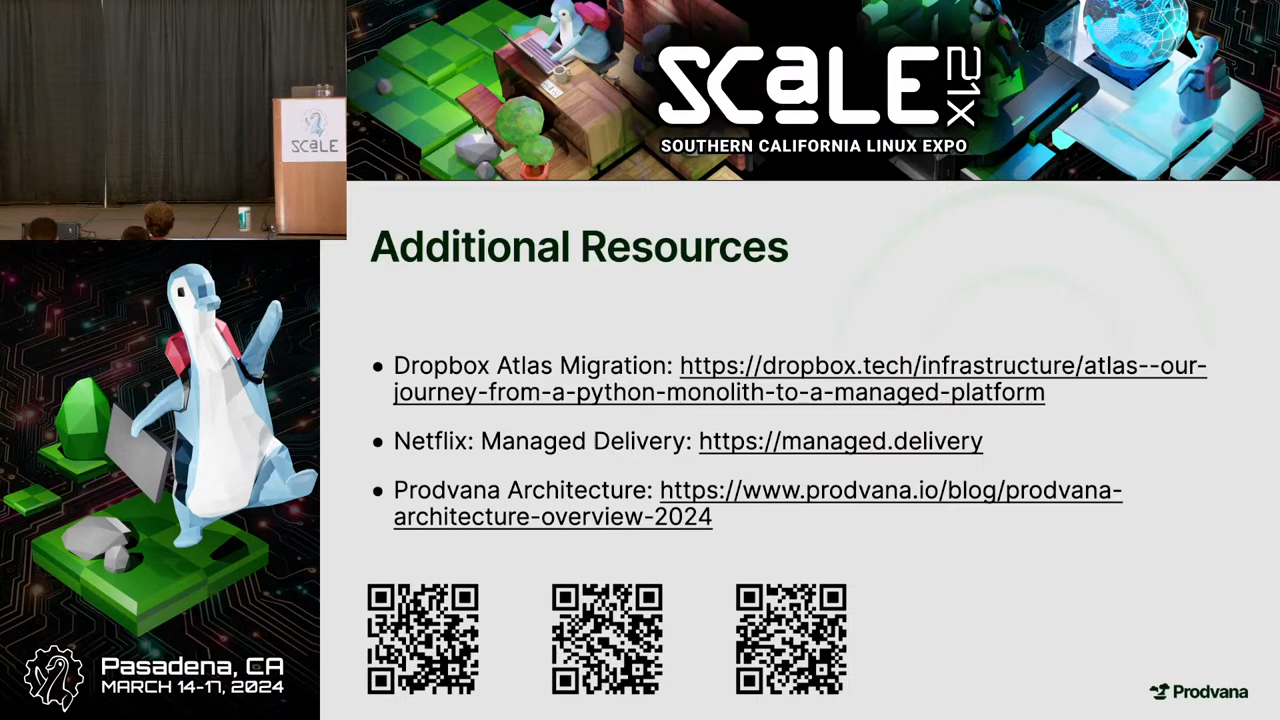 SCALE
SCALE 21X
SOUTHERN CALIFORNIA LINUX EXPO
Additional Resources
• Dropbox Atlas Migration: https://dropbox.tech/infrastructure/atlas--our-
journey-from-a-python-monolith-to-a-managed-platform
• Netflix: Managed Delivery: https://managed.delivery
• Prodvana Architecture: https://www.prodvana.io/blog/prodvana-
architecture-overview-2024
Pasadena, CA
MARCH 14-17, 2024
Prodvana